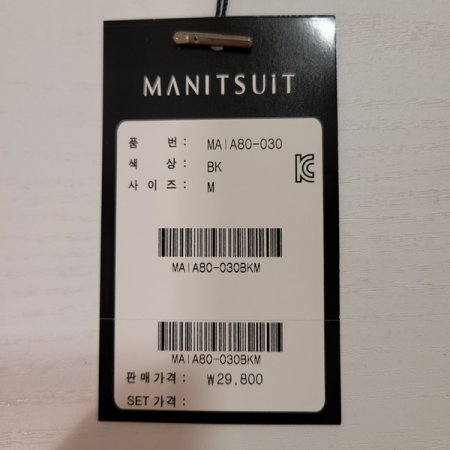 MANITSUIT
품 번 : MAIA80-030
색 상 : BK
사 이 즈 : M
MAIA80-030BKM
MAIA80-030BKM
판매가격 : ₩29,800
SET 가격 :